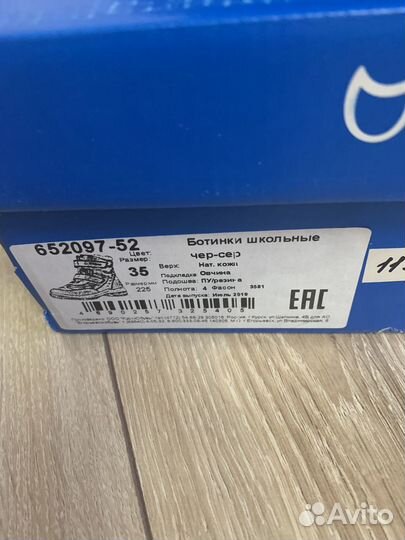 652097-52
Ботинки школьные
Цвет: чер-сер
Размер: 35
Верх: Нат. кожа
Подкладка: Овчина
Размер мм 225
Подошва: ПУ/резина
Полнота: 4 Фасон 3581
Дата выпуска: Июль 2019
EAC
11
Avito